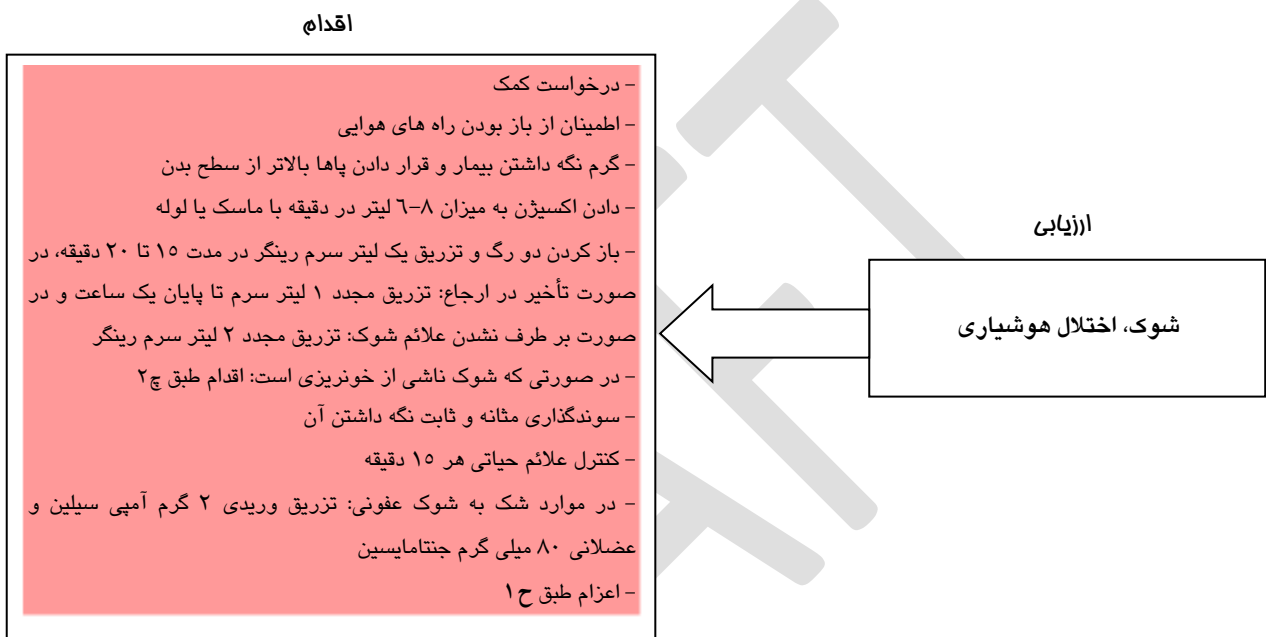 اقدام
- درخواست کمک
- اطمینان از باز بودن راه های هوایی
- گرم نگه داشتن بیمار و قرار دادن پاها بالاتر از سطح بدن
- دادن اکسیژن به میزان ۸-٦ لیتر در دقیقه با ماسک یا لوله
- باز کردن دو رگ و تزریق یک لیتر سرم رینگر در مدت ۱٥ تا ۲۰ دقیقه، در
صورت تأخیر در ارجاع: تزریق مجدد ۱ لیتر سرم تا پایان یک ساعت و در
صورت بر طرف نشدن علائم شوک: تزریق مجدد ۲ لیتر سرم رینگر
- در صورتی که شوک ناشی از خونریزی است: اقدام طبق چ۲
- سوندگذاری مثانه و ثابت نگه داشتن آن
- کنترل علائم حیاتی هر ۱٥ دقیقه
- در موارد شک به شوک عفونی: تزریق وریدی ۲ گرم آمپی سیلین و
عضلانی ۸۰ میلی گرم جنتامایسین
- اعزام طبق ح۱
ارزیابی
شوک، اختلال هوشیاری